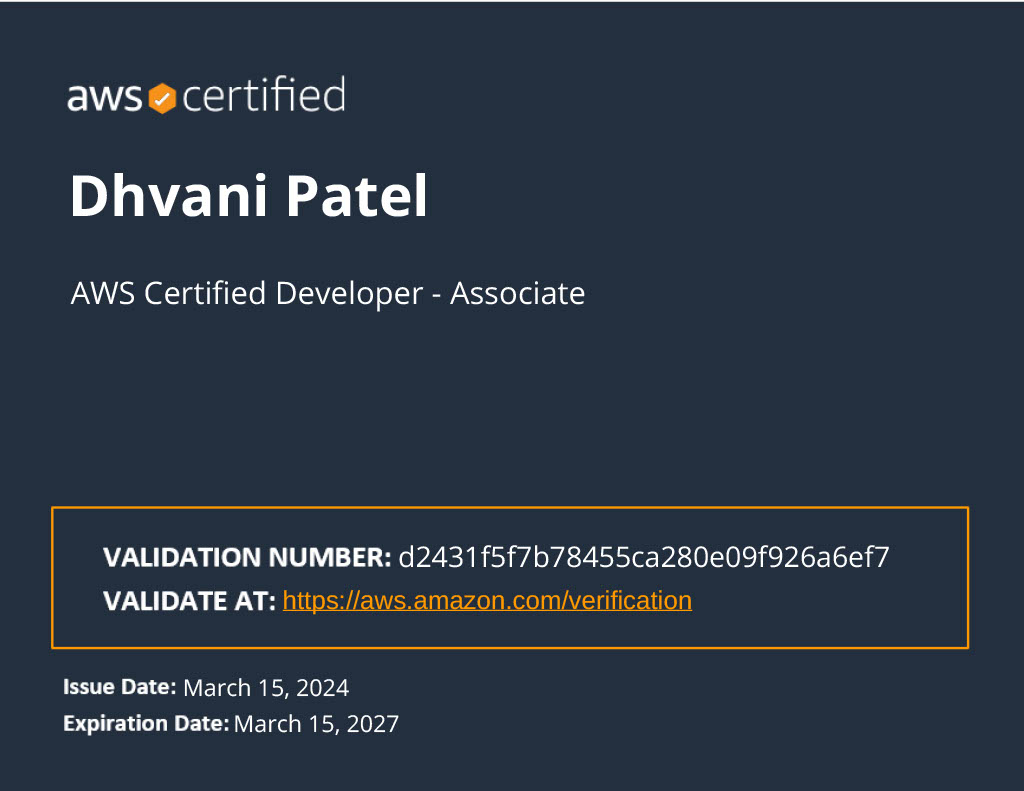 aws certified
Dhvani Patel
AWS Certified Developer - Associate
VALIDATION NUMBER: d2431f5f7b78455ca280e09f926a6ef7
VALIDATE AT: https://aws.amazon.com/verification
Issue Date: March 15, 2024
Expiration Date: March 15, 2027